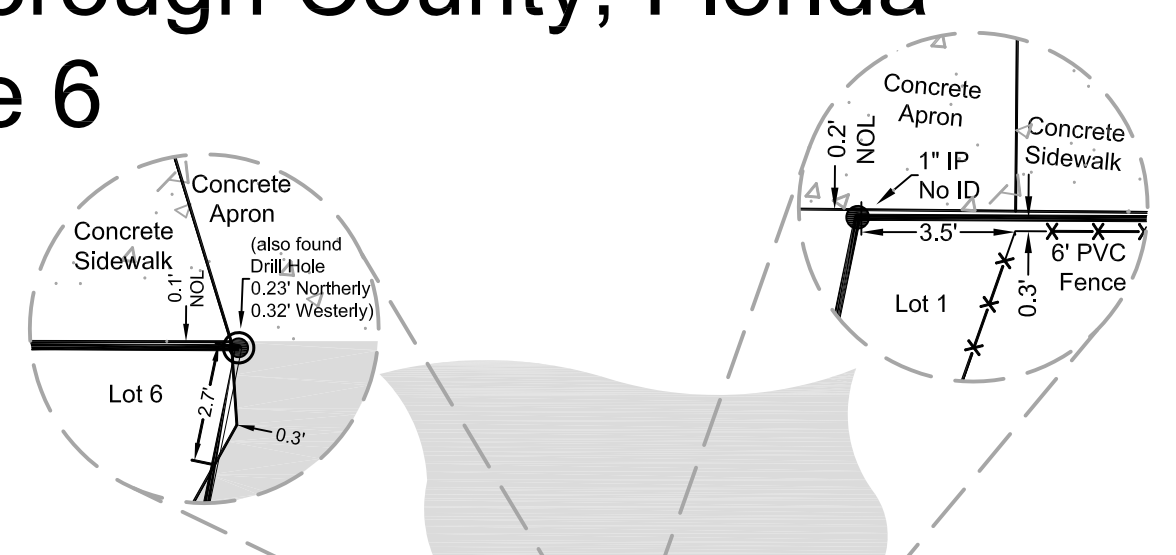 orough County, Florida
e 6
Concrete
Apron
Concrete
Sidewalk
(also found
Drill Hole
0.23' Northerly
0.32' Westerly)
0.1'
NOL
Lot 6
2.7'
0.3'
Concrete
Apron
Concrete
Sidewalk
0.2'
NOL
1" IP
No ID
3.5'
6' PVC
Fence
0.3'
Lot 1